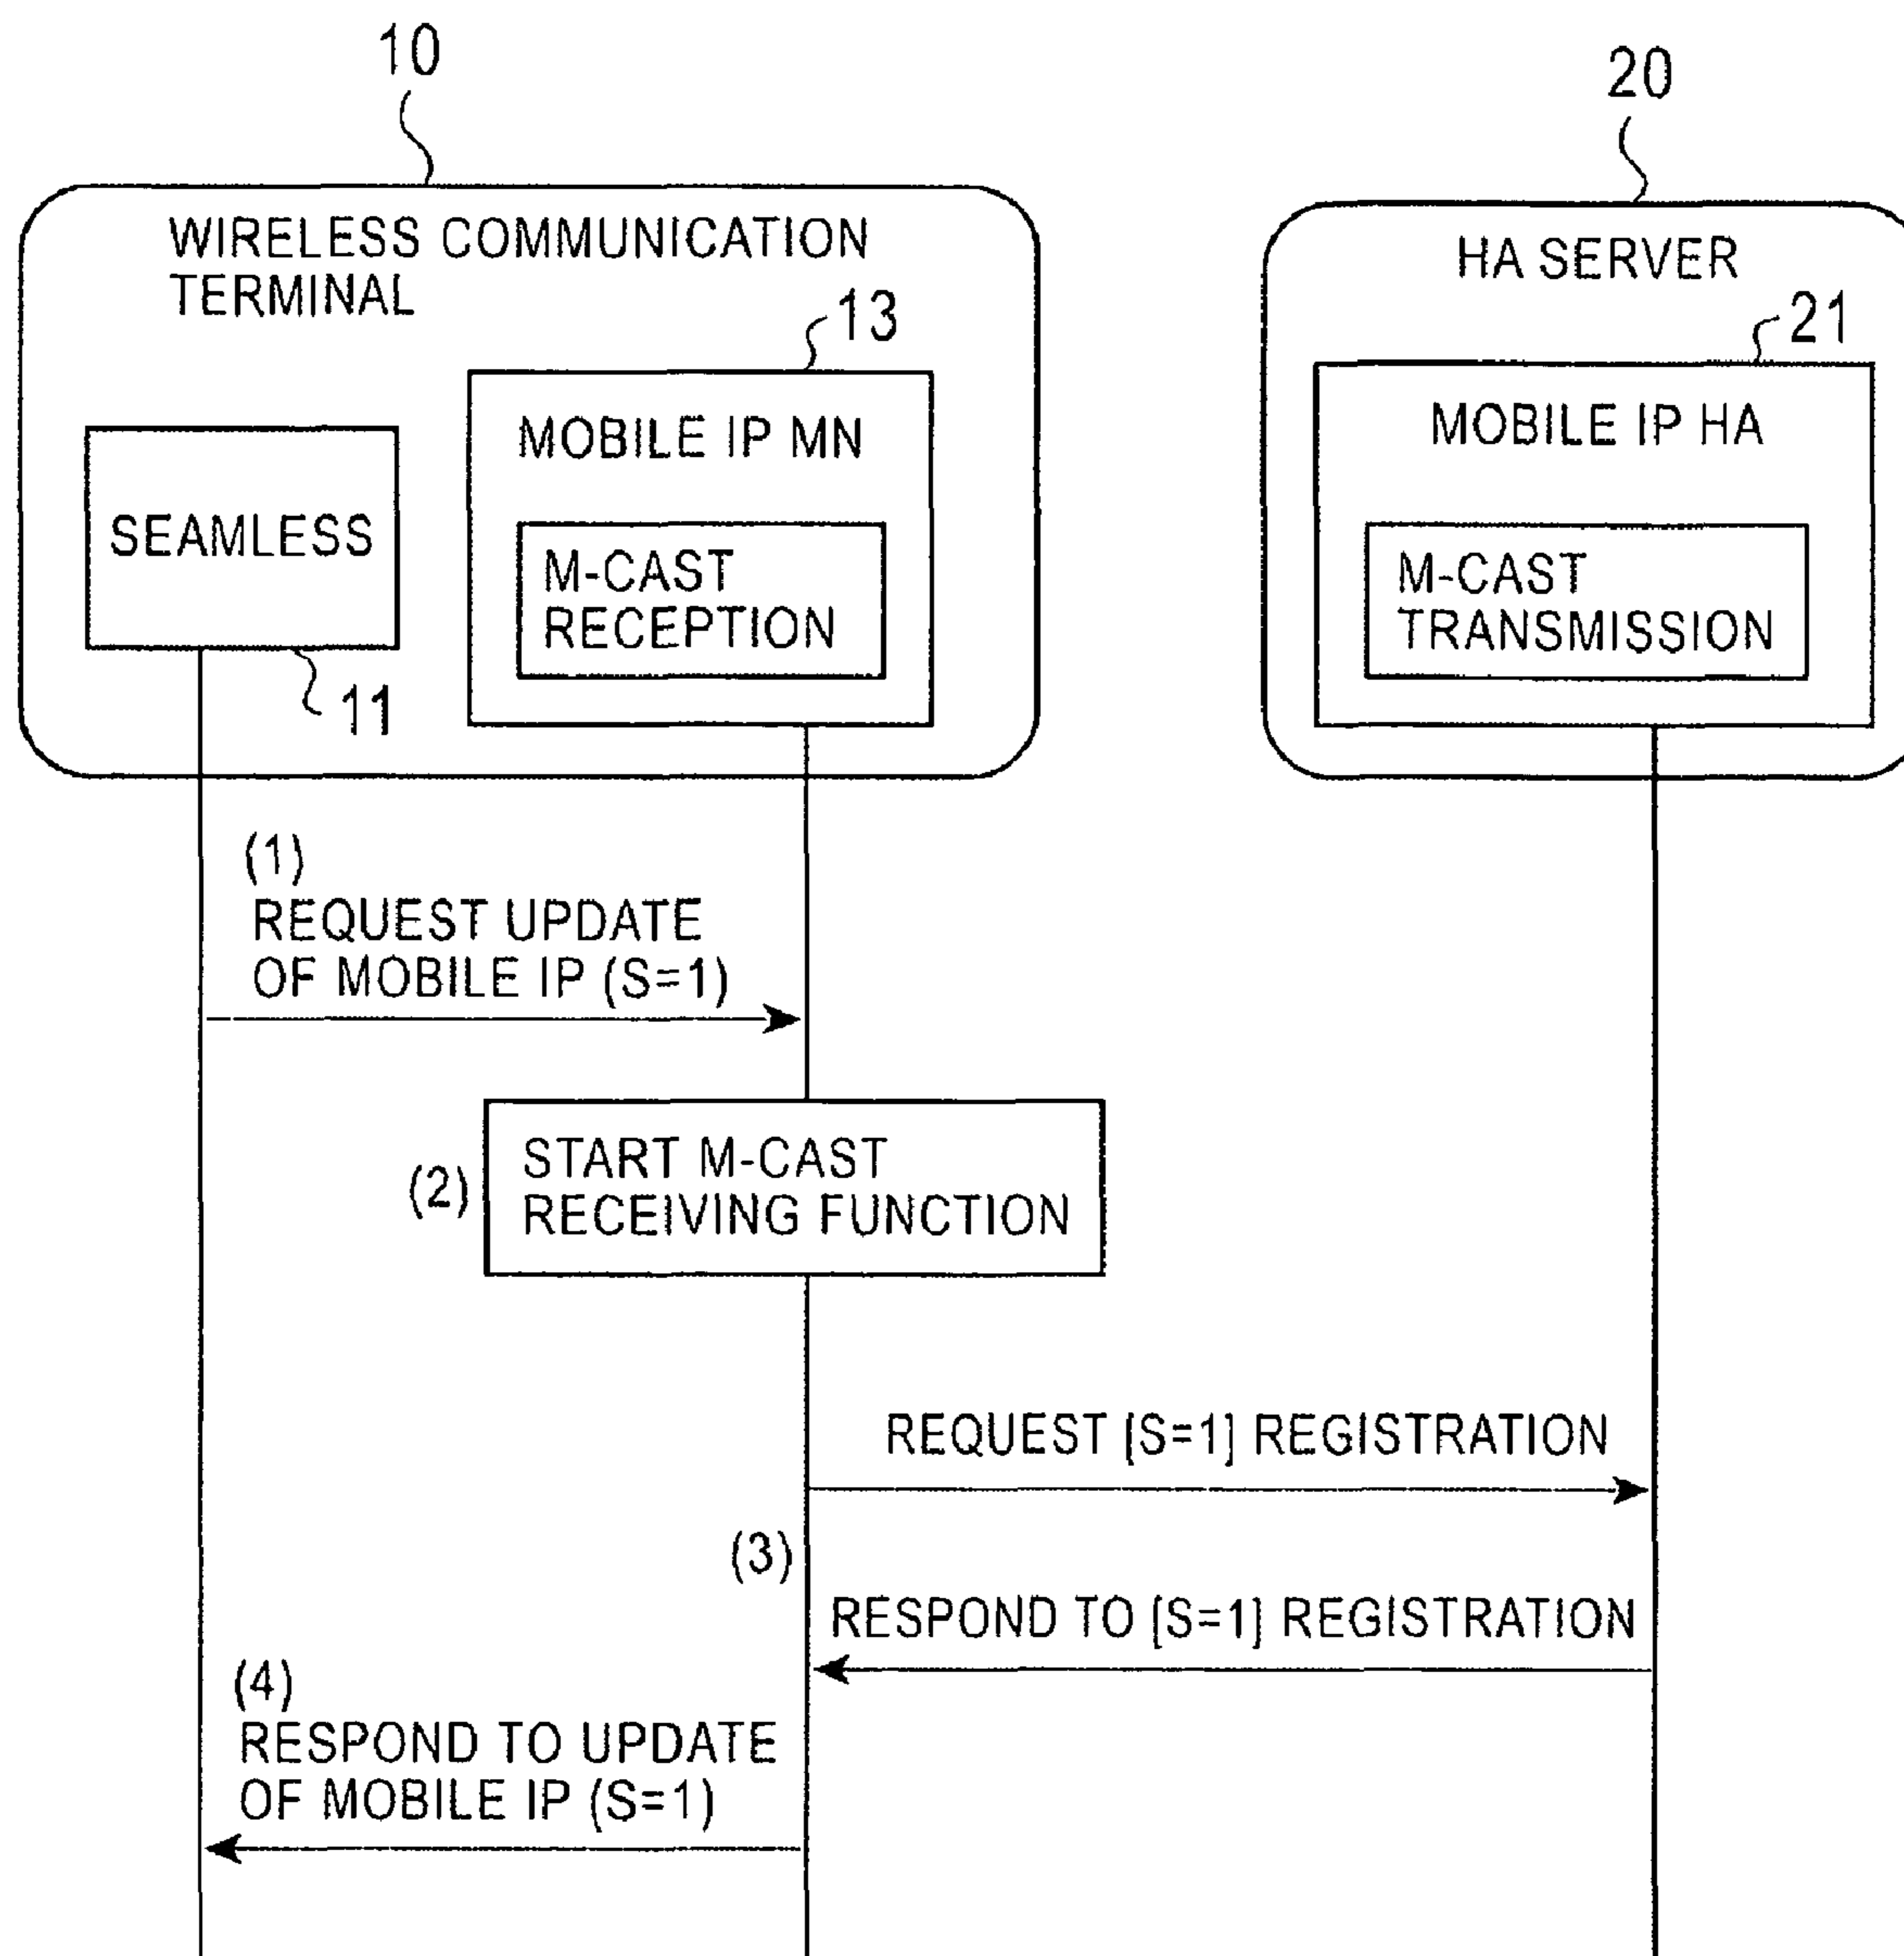 10
20
WIRELESS COMMUNICATION
TERMINAL
HA SERVER
13
21
MOBILE IP MN
MOBILE IP HA
SEAMLESS
M-CAST
RECEPTION
M-CAST
TRANSMISSION
11
(1)
REQUEST UPDATE
OF MOBILE IP (S=1)
(2)
START M-CAST
RECEIVING FUNCTION
REQUEST [S=1] REGISTRATION
(3)
RESPOND TO [S=1] REGISTRATION
(4)
RESPOND TO UPDATE
OF MOBILE IP (S=1)